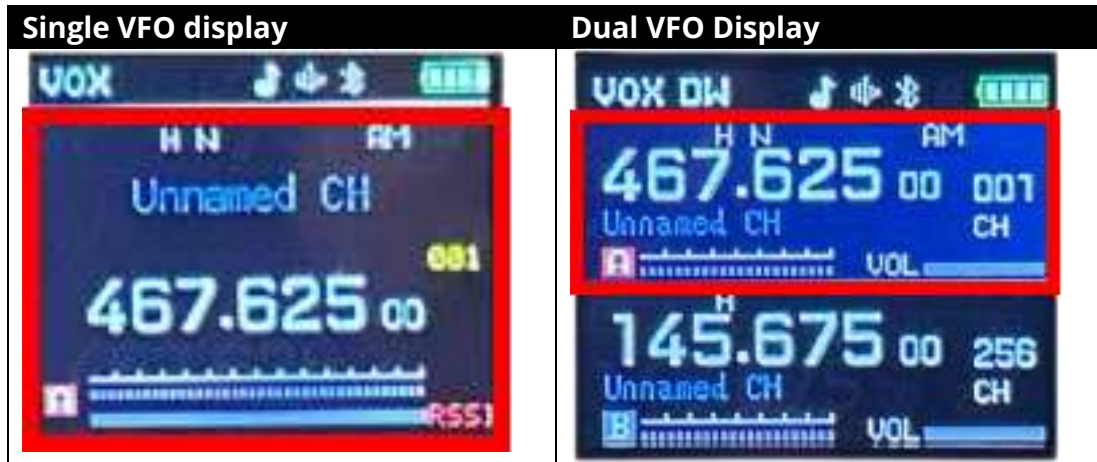 Single VFO display
VOX
H N AM
Unnamed CH
001
467.625 00
A
RSSI
Dual VFO Display
VOX DW
H N AM
467.625 00 001
Unnamed CH CH
A VOL
H
145.675 00 256
Unnamed CH CH
B VOL